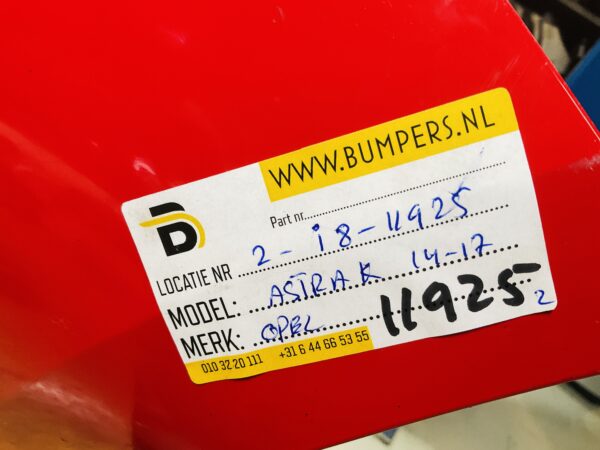 WWW.BUMPERS.NL
B
Part nr.
LOCATIE NR 2-i8-11925
MODEL: ASTRA K 14-17
MERK: OPEL 11925 2
010 32 20 111 +31 6 44 66 53 55